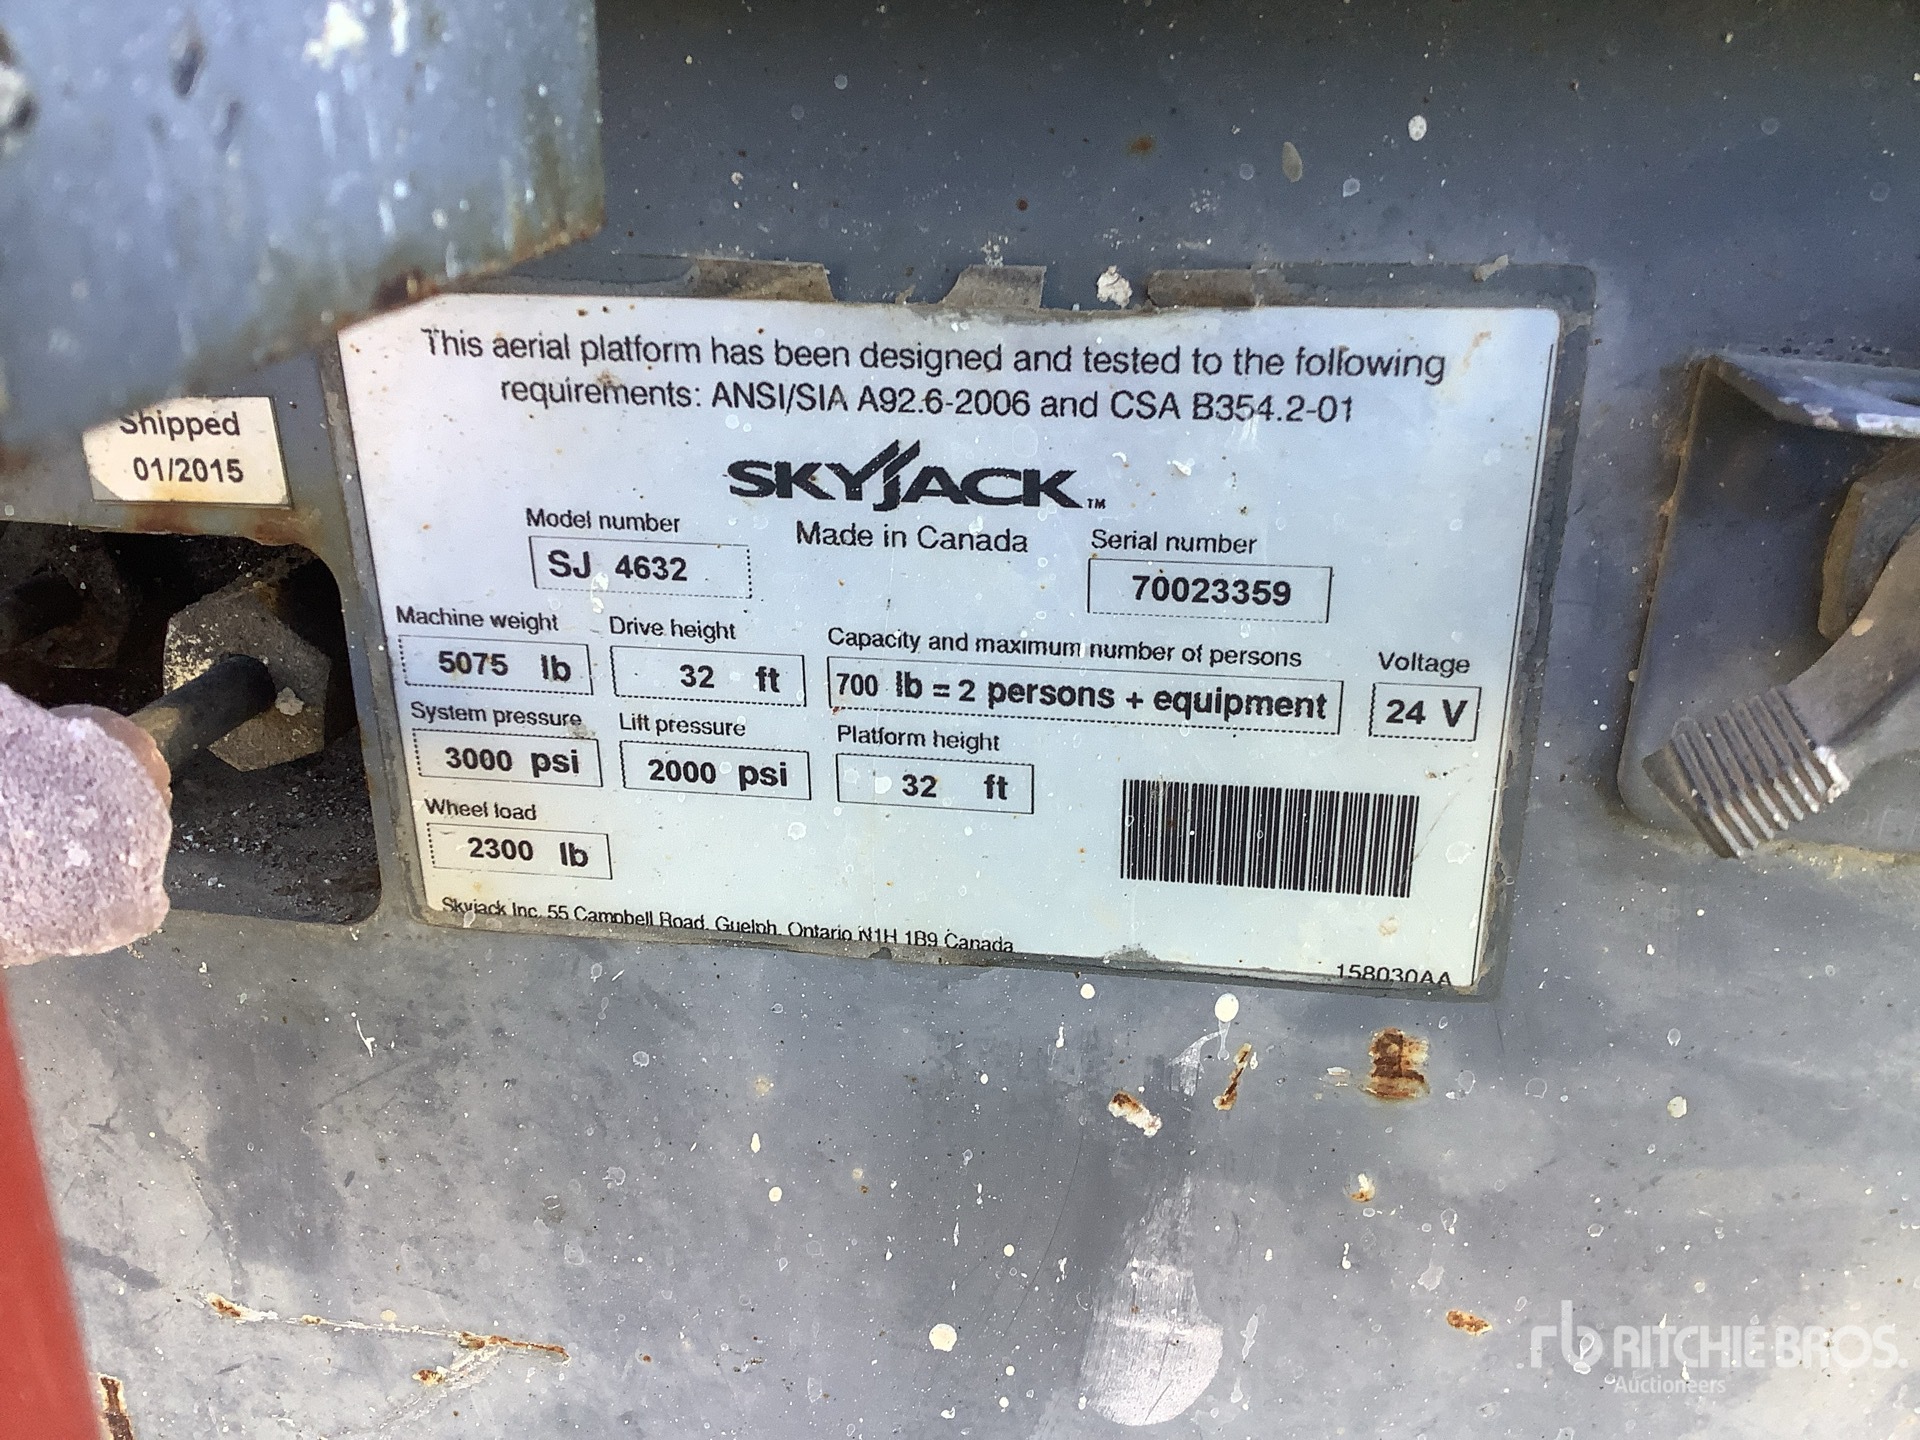 This aerial platform has been designed and tested to the following
requirements: ANSI/SIA A92.6-2006 and CSA B354.2-01
Shipped
01/2015
SKYJACK™
Made in Canada
Model number
SJ 4632
Serial number
70023359
Machine weight
5075 lb
Drive height
32 ft
Capacity and maximum number of persons
700 lb = 2 persons + equipment
Voltage
24 V
System pressure
3000 psi
Lift pressure
2000 psi
Platform height
32 ft
Wheel load
2300 lb
Skyjack Inc. 55 Campbell Road, Guelph, Ontario N1H 1B9 Canada
158030AA
rb RITCHIE BROS.
Auctioneers